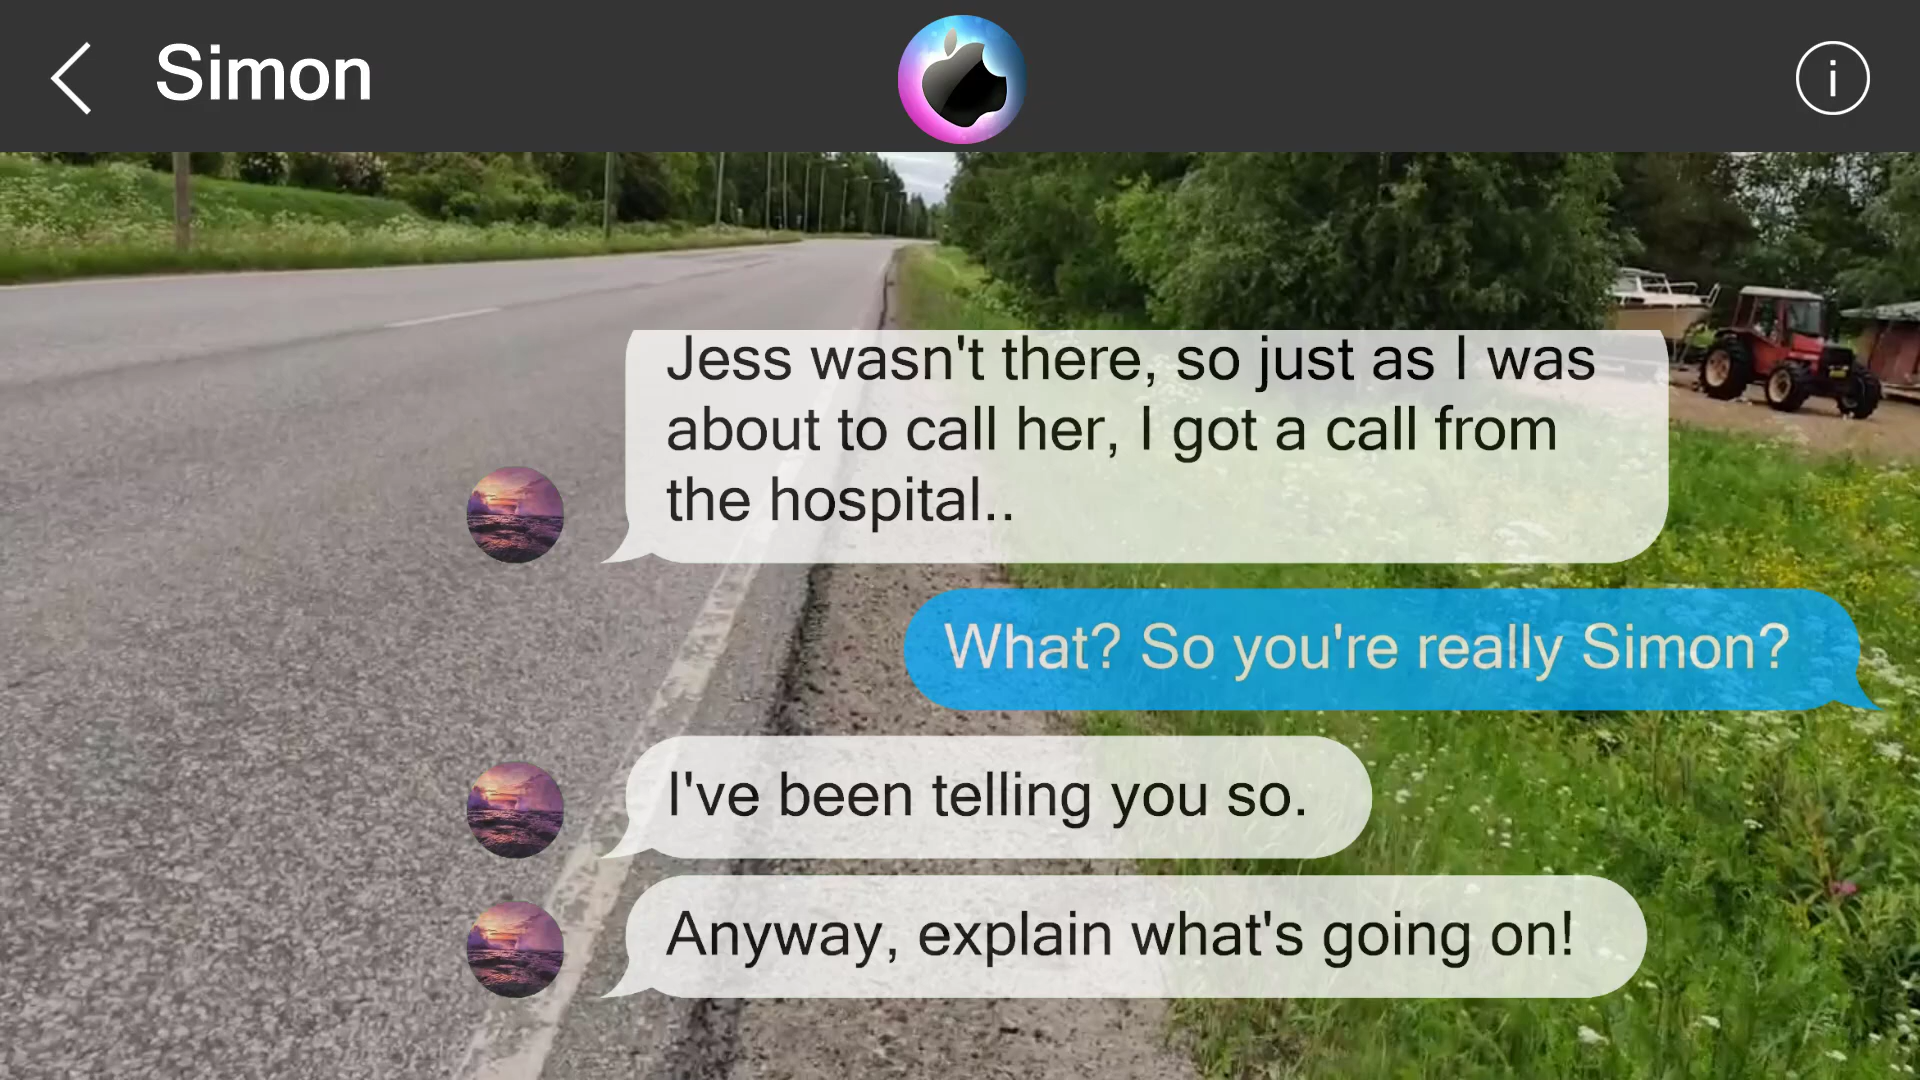 Simon
i
Jess wasn't there, so just as I was
about to call her, I got a call from
the hospital..
What? So you're really Simon?
I've been telling you so.
Anyway, explain what's going on!